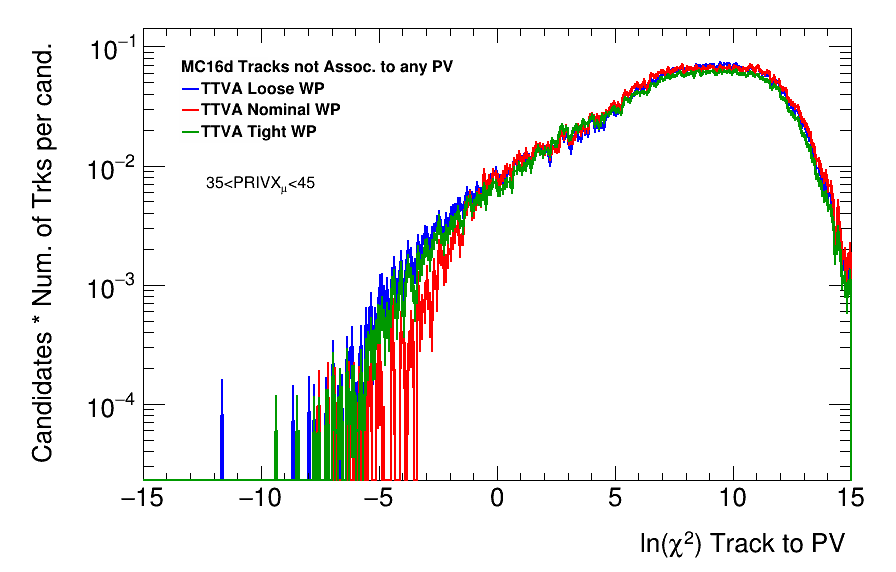 Candidates * Num. of Trks per cand.
10⁻¹
10⁻²
10⁻³
10⁻⁴
MC16d Tracks not Assoc. to any PV
TTVA Loose WP
TTVA Nominal WP
TTVA Tight WP
35<PRIVXμ<45
−15 −10 −5 0 5 10 15
ln(χ²) Track to PV